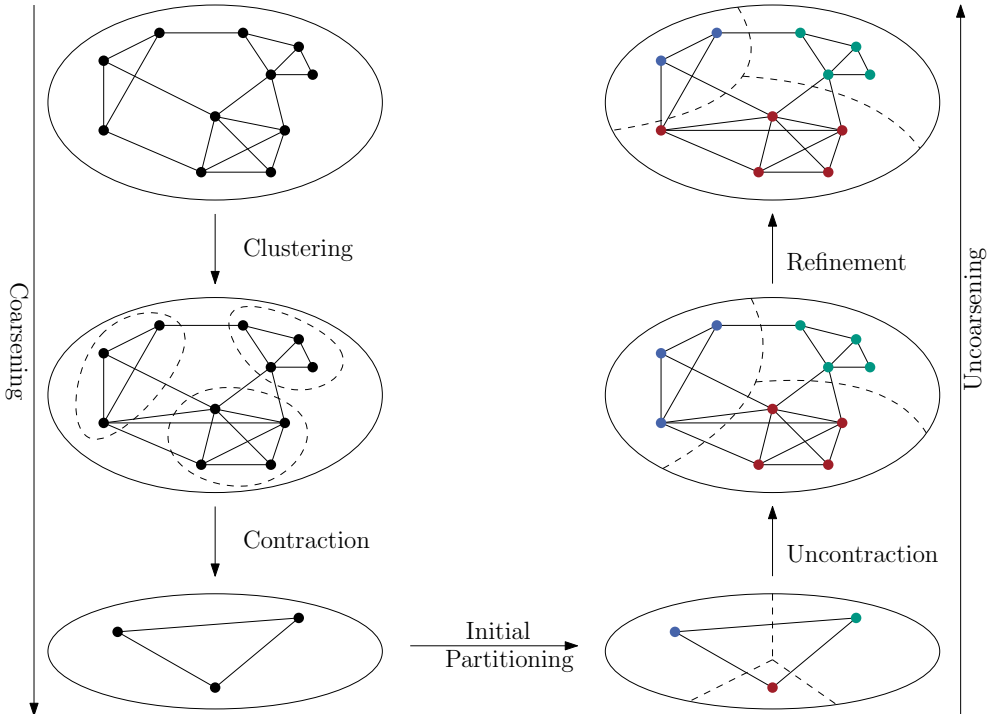 Coarsening
Clustering
Contraction
Initial
Partitioning
Uncontraction
Refinement
Uncoarsening